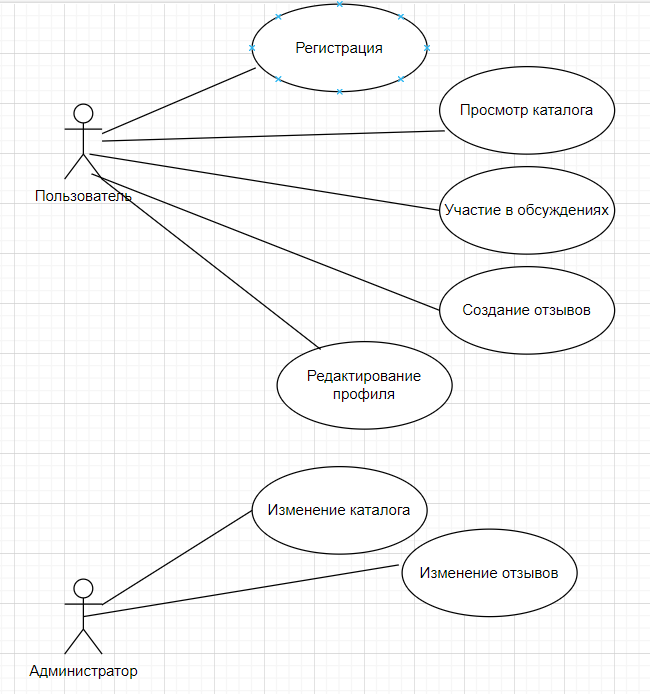 Регистрация
Просмотр каталога
Пользователь
Участие в обсуждениях
Создание отзывов
Редактирование
профиля
Изменение каталога
Изменение отзывов
Администратор